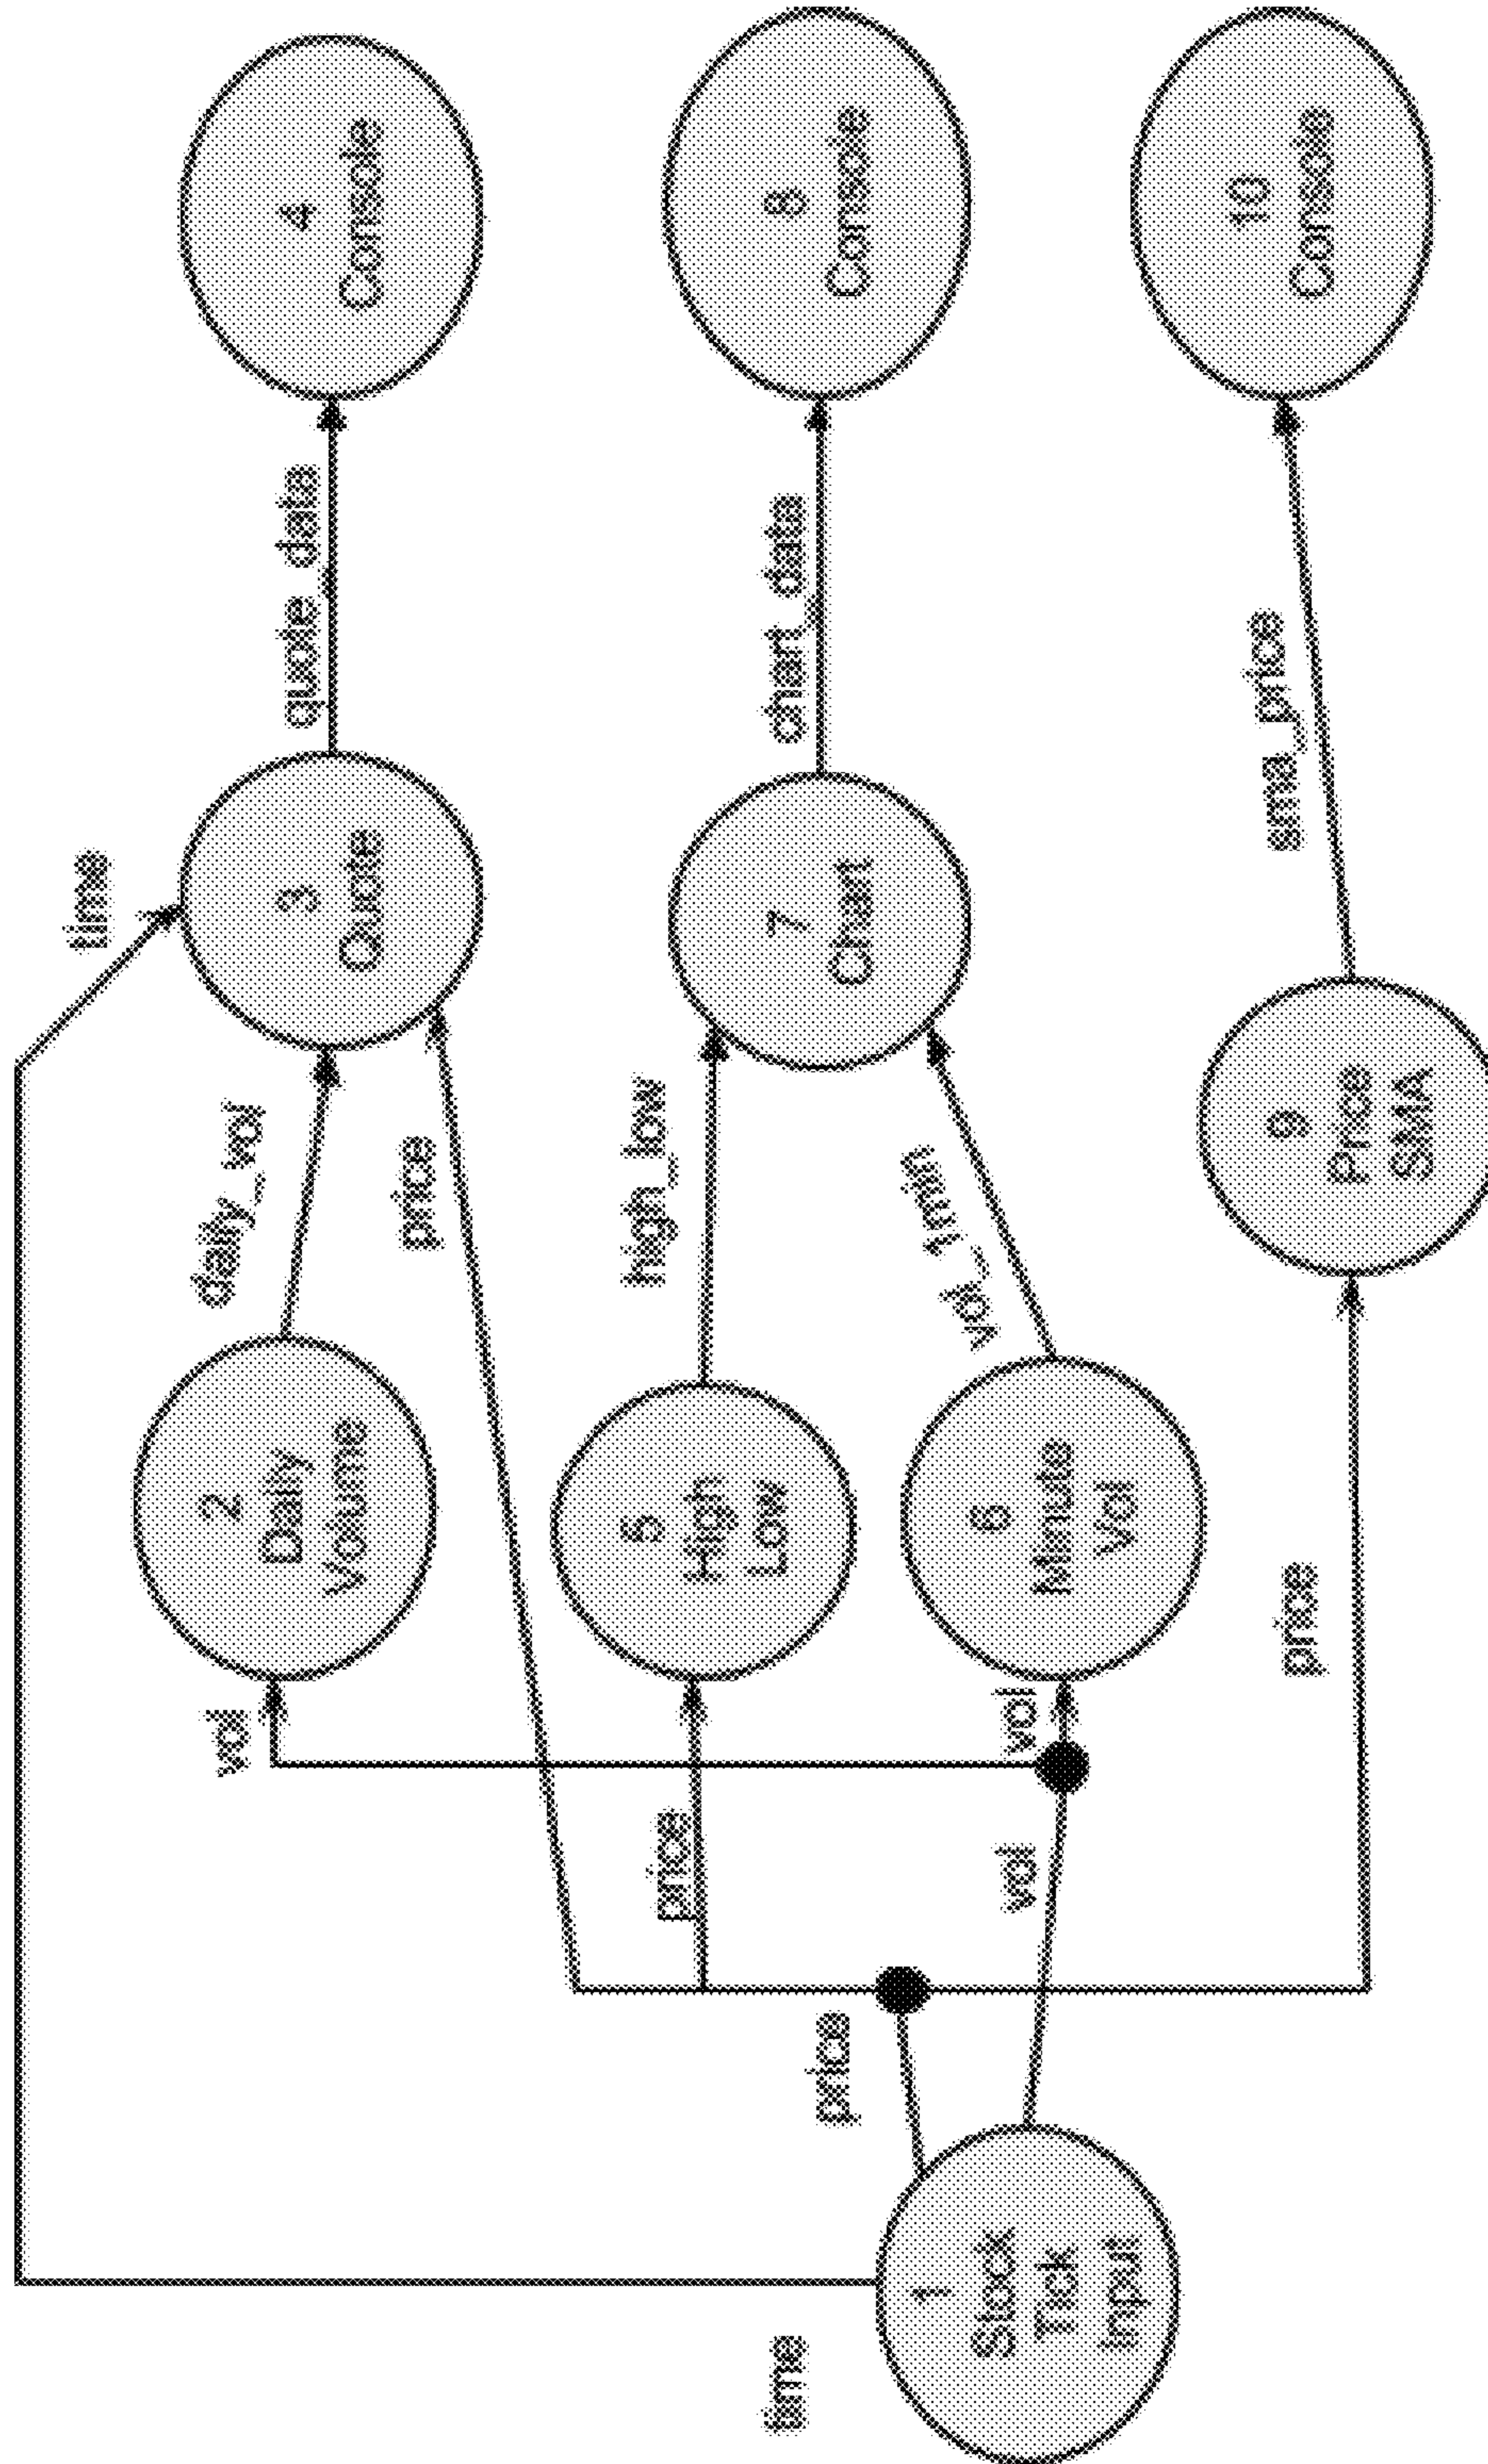 time
1
Stock
Tick
Input
price
vol
price
vol
vol
price
2
Daily
Volume
5
High
Low
6
Minute
Vol
daily_vol
price
high_low
vol_1min
time
3
Quote
7
Chart
9
Price
SMA
quote_data
chart_data
sma_price
4
Console
8
Console
10
Console